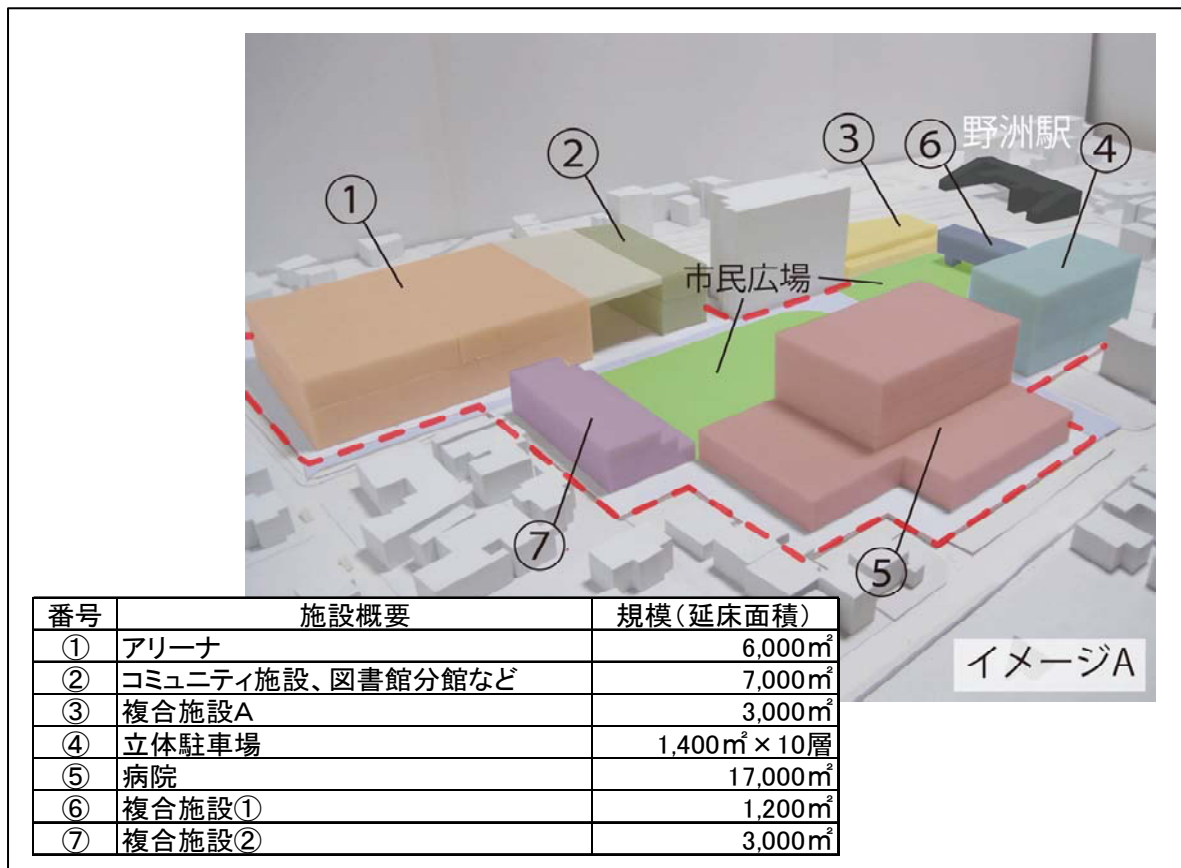 野洲駅
①
②
③
⑥
④
市民広場
⑦
⑤
イメージA
番号 施設概要 規模(延床面積)
① アリーナ 6,000㎡
② コミュニティ施設、図書館分館など 7,000㎡
③ 複合施設A 3,000㎡
④ 立体駐車場 1,400㎡×10層
⑤ 病院 17,000㎡
⑥ 複合施設① 1,200㎡
⑦ 複合施設② 3,000㎡